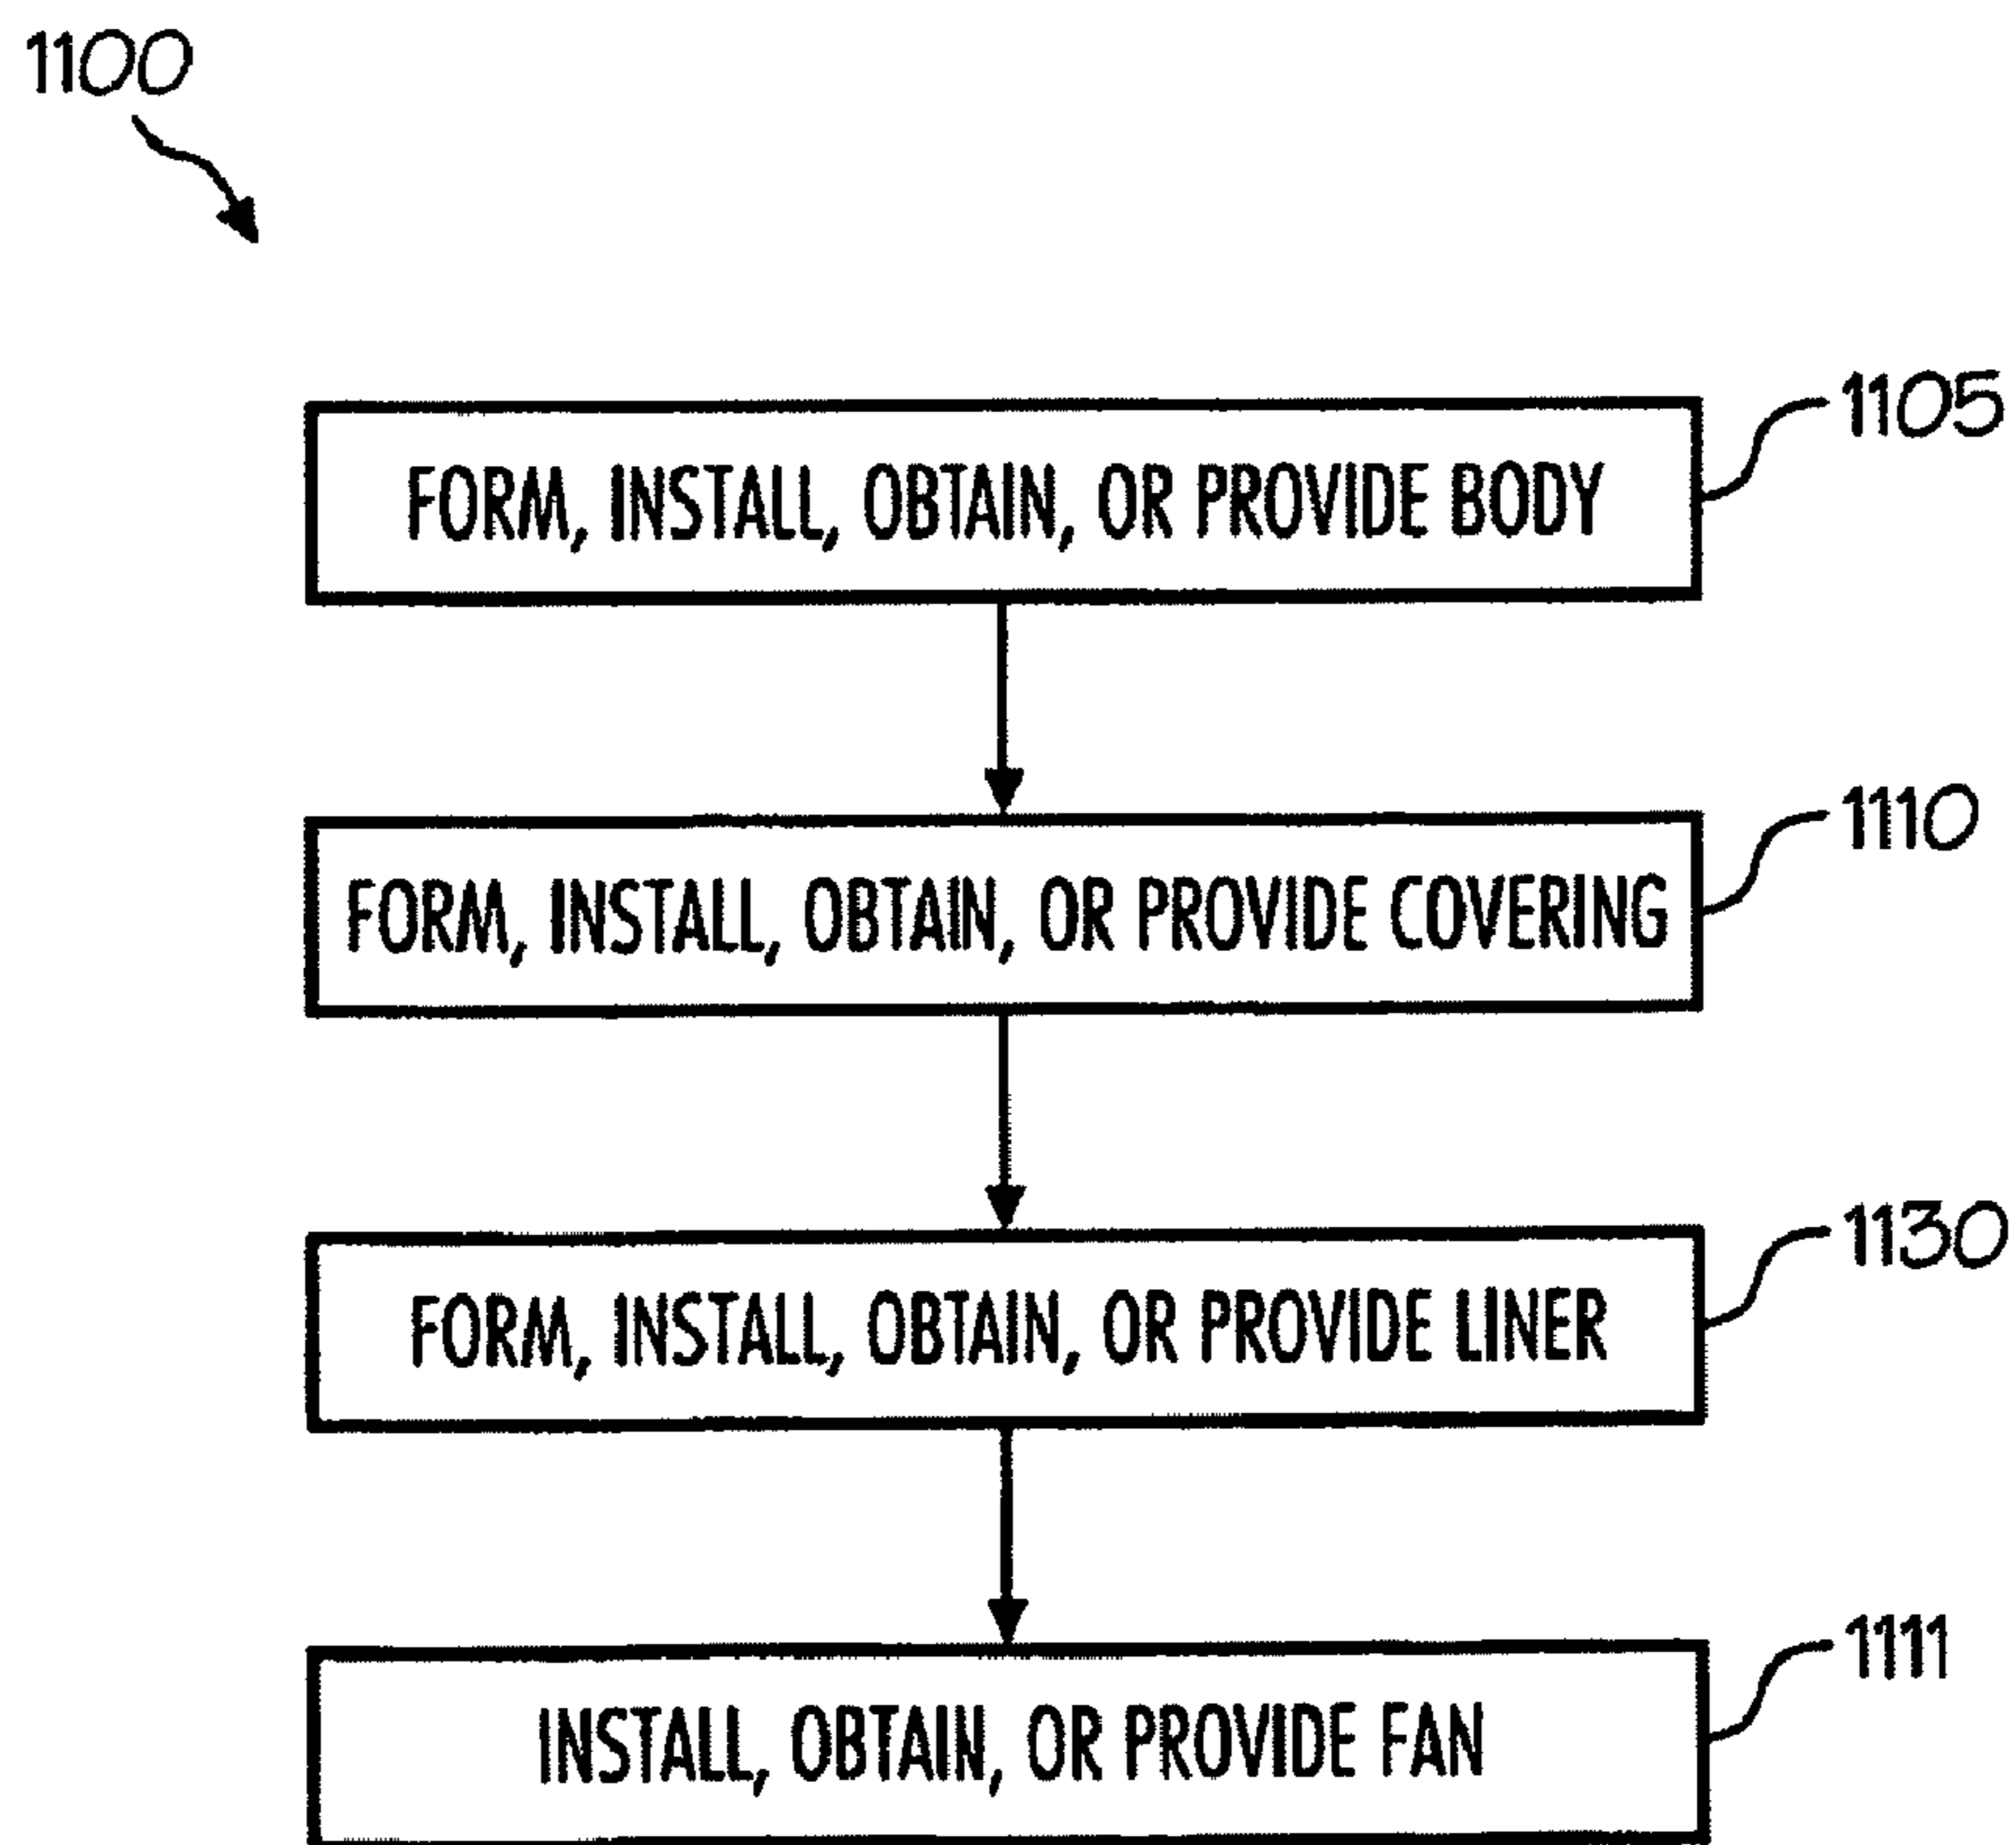 1100
FORM, INSTALL, OBTAIN, OR PROVIDE BODY
1105
FORM, INSTALL, OBTAIN, OR PROVIDE COVERING
1110
FORM, INSTALL, OBTAIN, OR PROVIDE LINER
1130
INSTALL, OBTAIN, OR PROVIDE FAN
1111